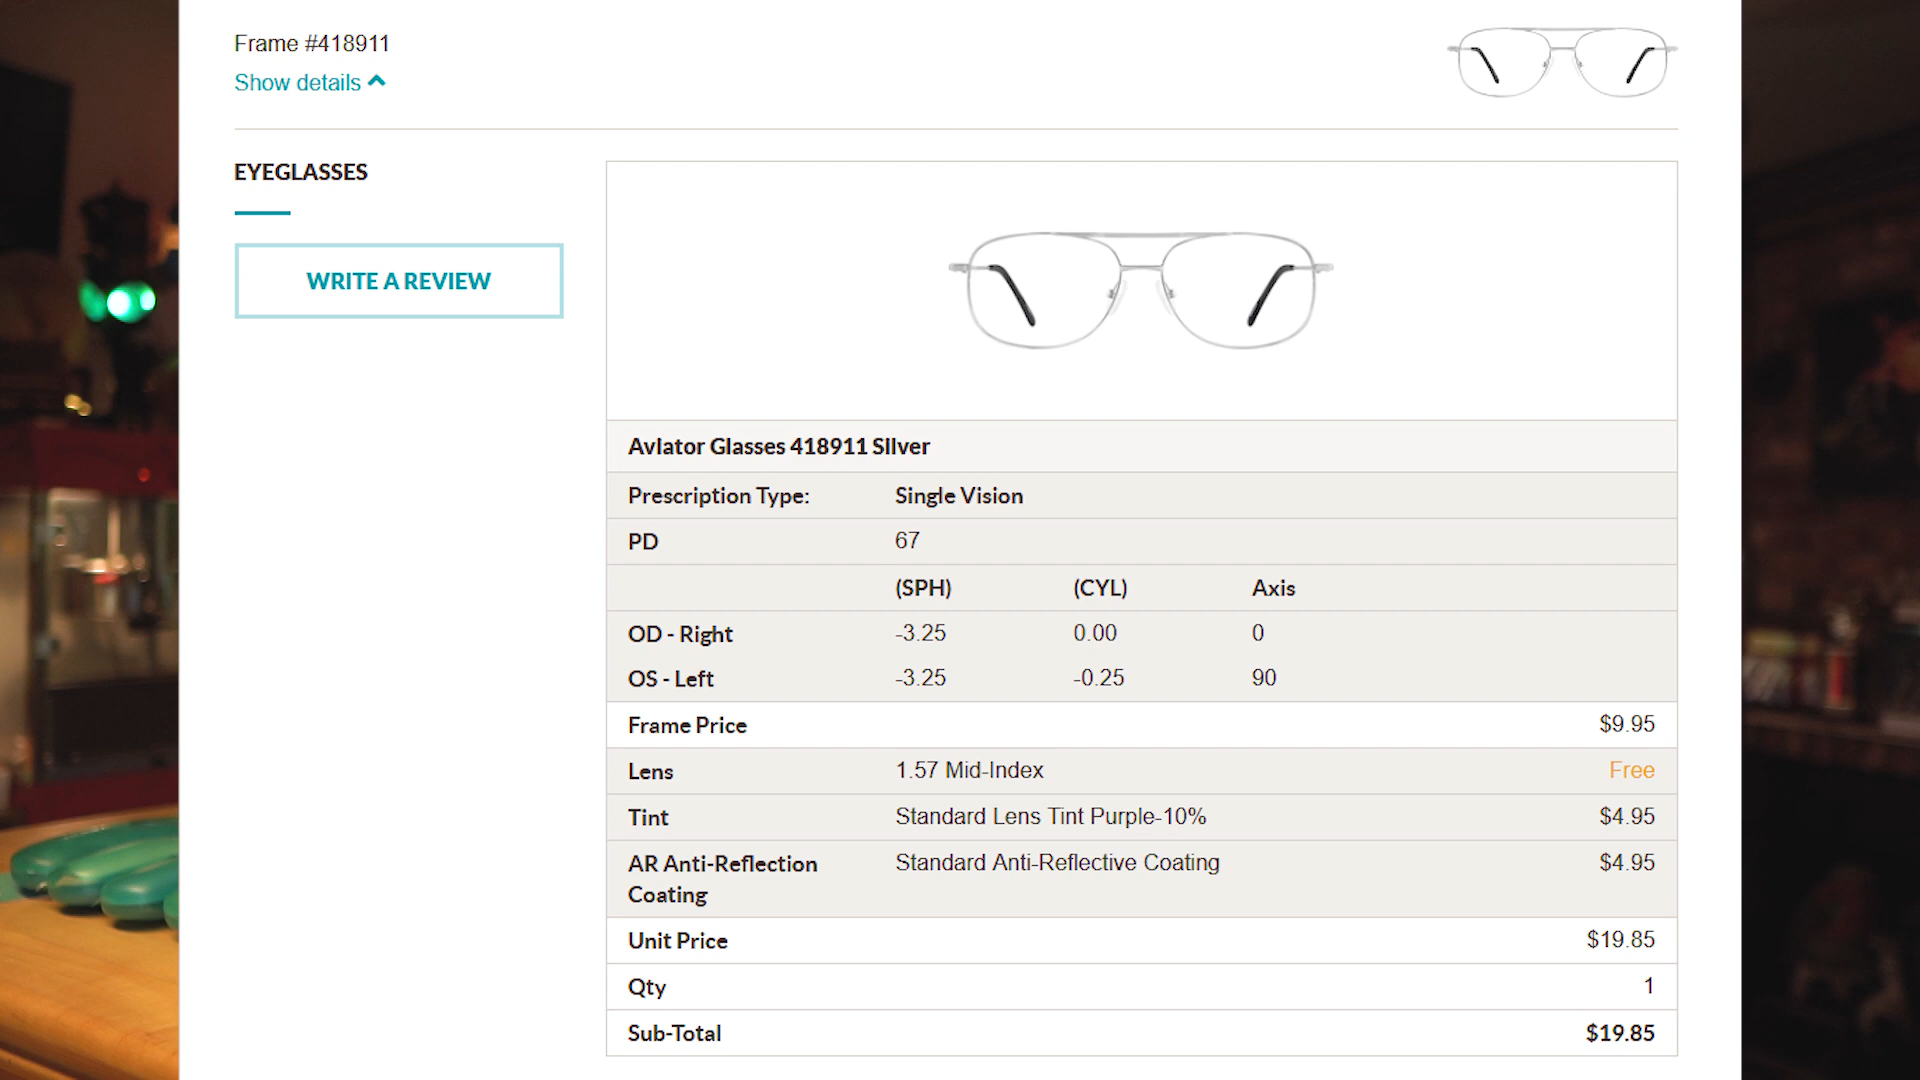 Frame #418911
Show details
EYEGLASSES
WRITE A REVIEW
Aviator Glasses 418911 Silver
Prescription Type: Single Vision
PD 67
(SPH) (CYL) Axis
OD - Right -3.25 0.00 0
OS - Left -3.25 -0.25 90
Frame Price $9.95
Lens 1.57 Mid-Index Free
Tint Standard Lens Tint Purple-10% $4.95
AR Anti-Reflection Standard Anti-Reflective Coating $4.95
Coating
Unit Price $19.85
Qty 1
Sub-Total $19.85